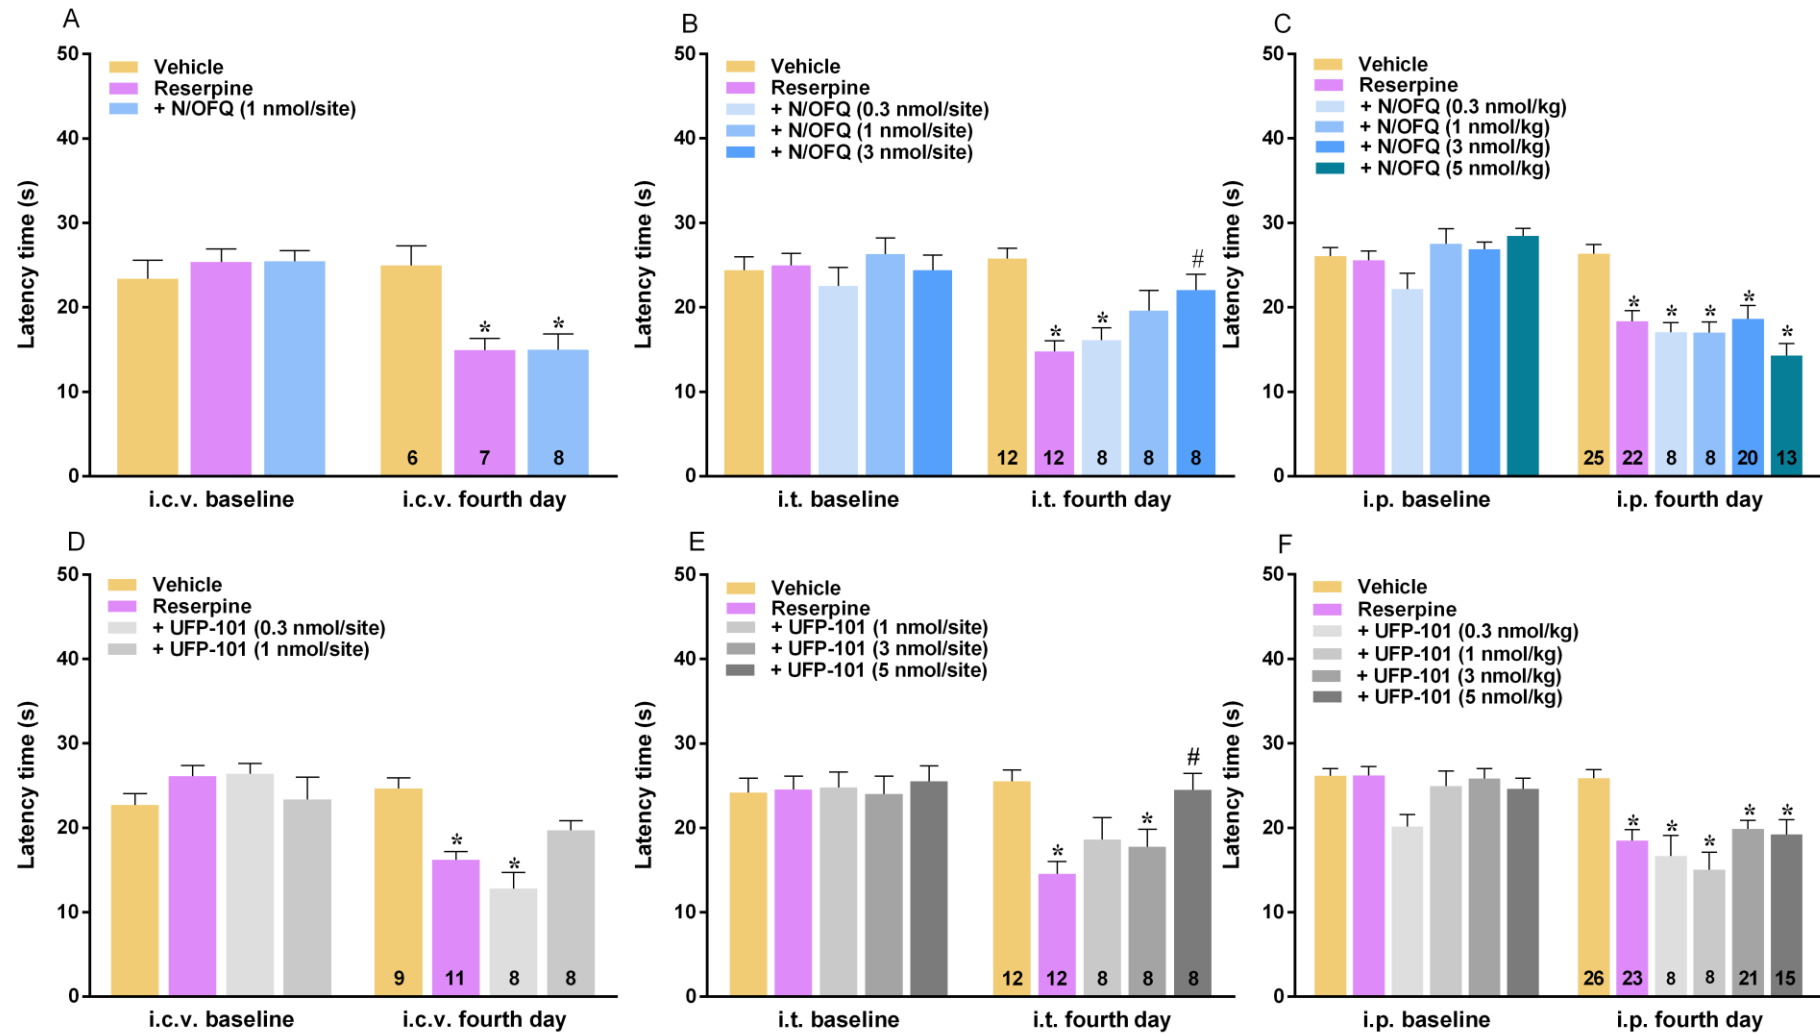 A
50
40
30
20
10
0
Latency time (s)
Vehicle
Reserpine
+ N/OFQ (1 nmol/site)
* *
6 7 8
i.c.v. baseline i.c.v. fourth day
B
50
40
30
20
10
0
Latency time (s)
Vehicle
Reserpine
+ N/OFQ (0.3 nmol/site)
+ N/OFQ (1 nmol/site)
+ N/OFQ (3 nmol/site)
* * #
12 12 8 8 8
i.t. baseline i.t. fourth day
C
50
40
30
20
10
0
Latency time (s)
Vehicle
Reserpine
+ N/OFQ (0.3 nmol/kg)
+ N/OFQ (1 nmol/kg)
+ N/OFQ (3 nmol/kg)
+ N/OFQ (5 nmol/kg)
* * * * *
25 22 8 8 20 13
i.p. baseline i.p. fourth day
D
50
40
30
20
10
0
Latency time (s)
Vehicle
Reserpine
+ UFP-101 (0.3 nmol/site)
+ UFP-101 (1 nmol/site)
* *
9 11 8 8
i.c.v. baseline i.c.v. fourth day
E
50
40
30
20
10
0
Latency time (s)
Vehicle
Reserpine
+ UFP-101 (1 nmol/site)
+ UFP-101 (3 nmol/site)
+ UFP-101 (5 nmol/site)
* * #
12 12 8 8 8
i.t. baseline i.t. fourth day
F
50
40
30
20
10
0
Latency time (s)
Vehicle
Reserpine
+ UFP-101 (0.3 nmol/kg)
+ UFP-101 (1 nmol/kg)
+ UFP-101 (3 nmol/kg)
+ UFP-101 (5 nmol/kg)
* * * * *
26 23 8 8 21 15
i.p. baseline i.p. fourth day